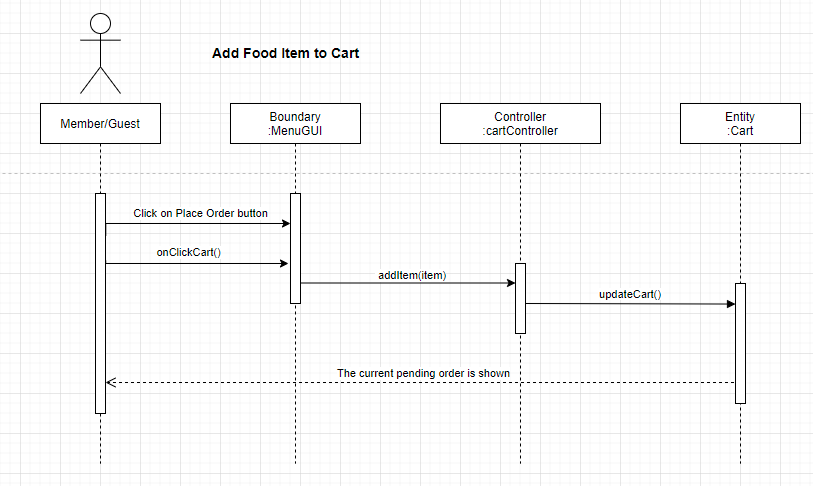 Add Food Item to Cart
Member/Guest
Boundary
:MenuGUI
Controller
:cartController
Entity
:Cart
Click on Place Order button
onClickCart()
addItem(item)
updateCart()
The current pending order is shown